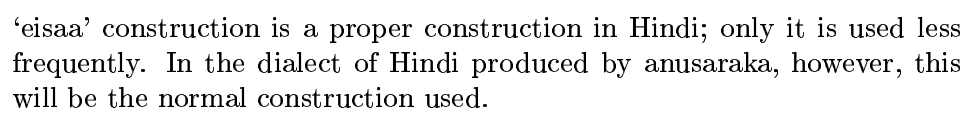 ‘eisaa’ construction is a proper construction in Hindi; only it is used less
frequently. In the dialect of Hindi produced by anusaraka, however, this
will be the normal construction used.